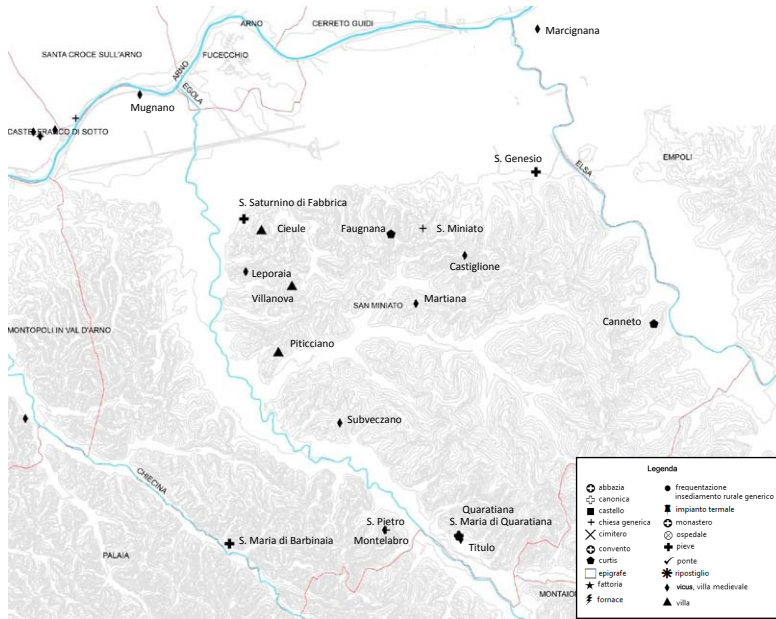 ARNO
CERRETO GUIDI
Marcignana
SANTA CROCE SULL'ARNO
FUCECCHIO
ARNO
EGOLA
Mugnano
CASTELFRANCO DI SOTTO
S. Genesio
ELSA
EMPOLI
S. Saturnino di Fabbrica
Cieule
Faugnana
S. Miniato
Castiglione
Leporaia
Villanova
SAN MINIATO
Martiana
Canneto
MONTOPOLI IN VAL D'ARNO
Piticciano
Subveczano
CHIECINA
S. Maria di Barbinaia
S. Pietro
Montelabro
Quaratiana
S. Maria di Quaratiana
Titulo
PALAIA
MONTAIO
Legenda
abbazia
canonica
castello
chiesa generica
cimitero
convento
curtis
epigrafe
fattoria
fornace
frequentazione
insediamento rurale generico
impianto termale
monastero
ospedale
pieve
ponte
ripostiglio
vicus, villa medievale
villa